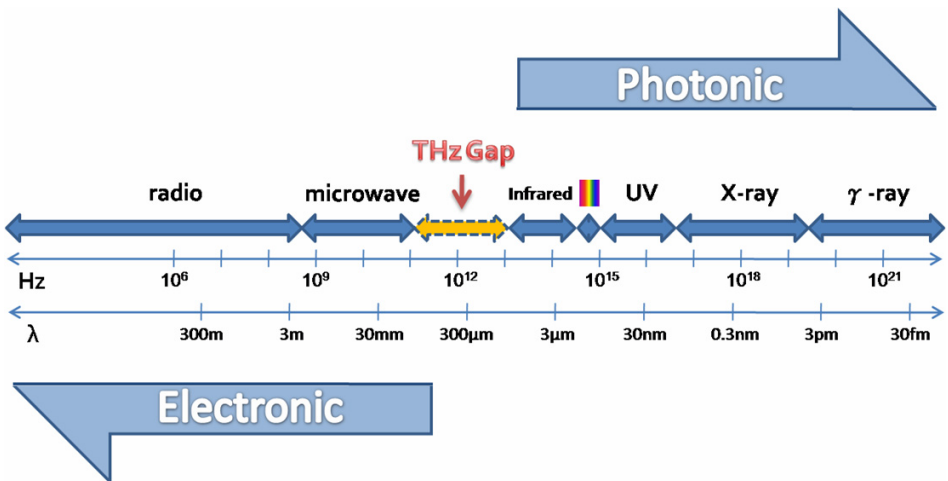 Photonic
THz Gap
radio microwave Infrared UV X-ray γ -ray
Hz 10⁶ 10⁹ 10¹² 10¹⁵ 10¹⁸ 10²¹
λ 300m 3m 30mm 300μm 3μm 30nm 0.3nm 3pm 30fm
Electronic